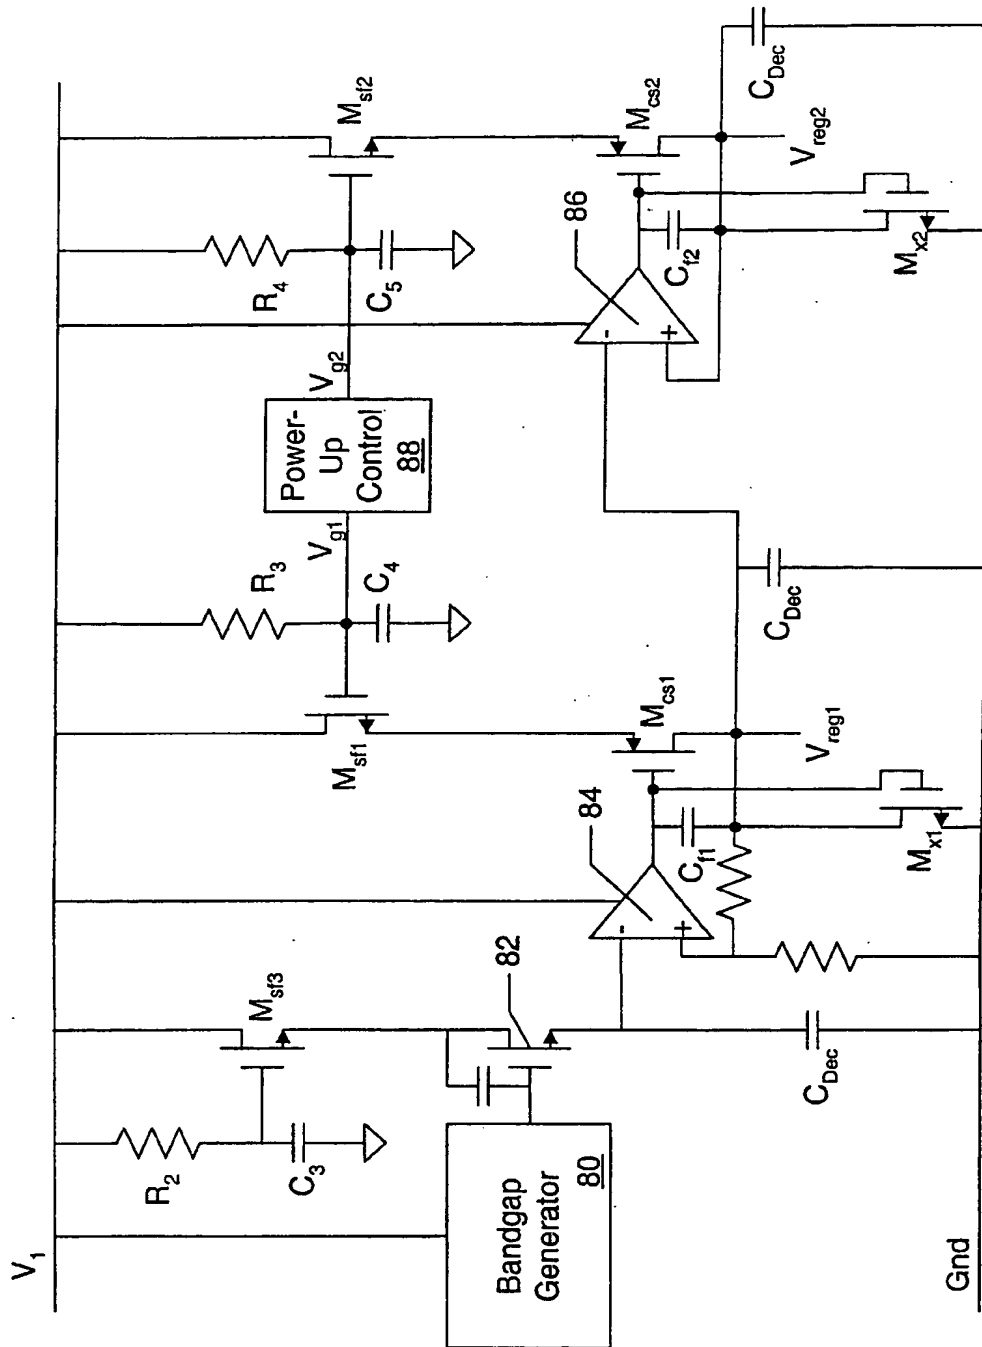 V1
R2
C3
Msf3
Bandgap
Generator
80
82
CDec
84
-
+
Cf1
Msf1
Mcs1
Mx1
Vreg1
R3
C4
Vg1
Power-
Up
Control
88
Vg2
CDec
R4
C5
Msf2
86
-
+
Cf2
Mcs2
Mx2
Vreg2
CDec
Gnd